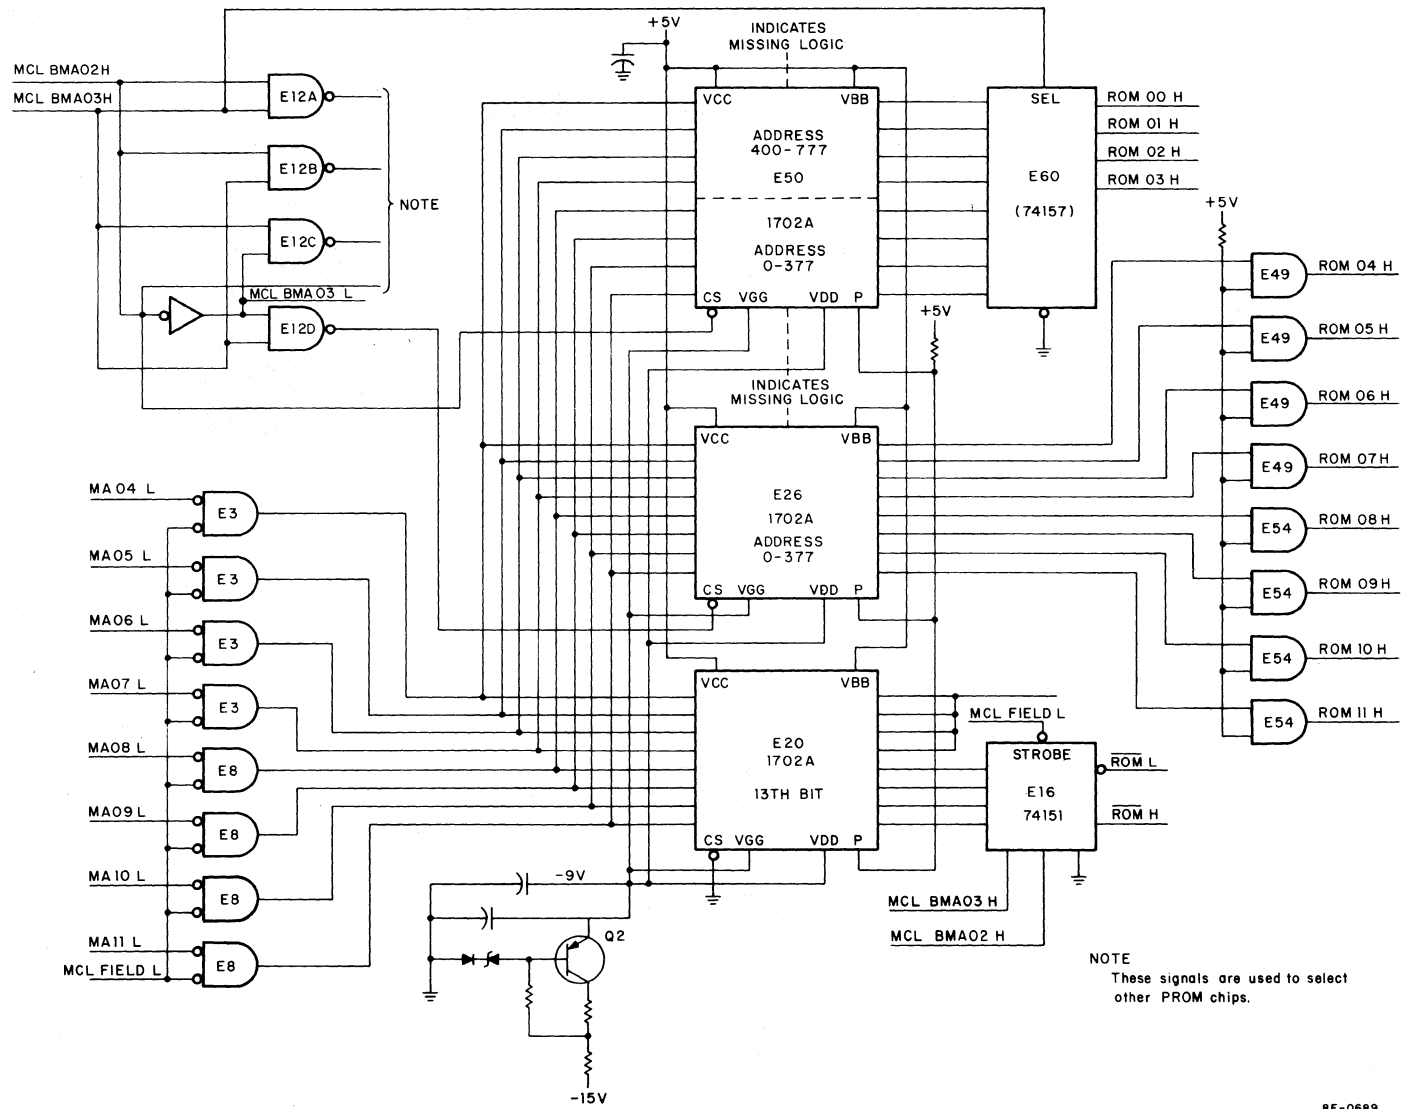 +5V
INDICATES
MISSING LOGIC
MCL BMA02H
MCL BMA03H
E12A
E12B
E12C
E12D
NOTE
MCL BMA03 L
VCC
VBB
ADDRESS
400-777
E50
1702A
ADDRESS
0-377
CS
VGG
VDD
P
SEL
E60
(74157)
ROM 00 H
ROM 01 H
ROM 02 H
ROM 03 H
+5V
+5V
E49
ROM 04 H
E49
ROM 05 H
E49
ROM 06 H
E49
ROM 07 H
E54
ROM 08 H
E54
ROM 09 H
E54
ROM 10 H
E54
ROM 11 H
INDICATES
MISSING LOGIC
VCC
VBB
E26
1702A
ADDRESS
0-377
CS
VGG
VDD
P
MA04 L
E3
MA05 L
E3
MA06 L
E3
MA07 L
E3
MA08 L
E8
MA09 L
E8
MA10 L
E8
MA11 L
MCL FIELD L
E8
VCC
VBB
E20
1702A
13TH BIT
CS
VGG
VDD
P
MCL FIELD L
STROBE
E16
74151
ROM L
ROM H
MCL BMA03 H
MCL BMA02 H
-9V
Q2
-15V
NOTE
These signals are used to select
other PROM chips.
8E-0689